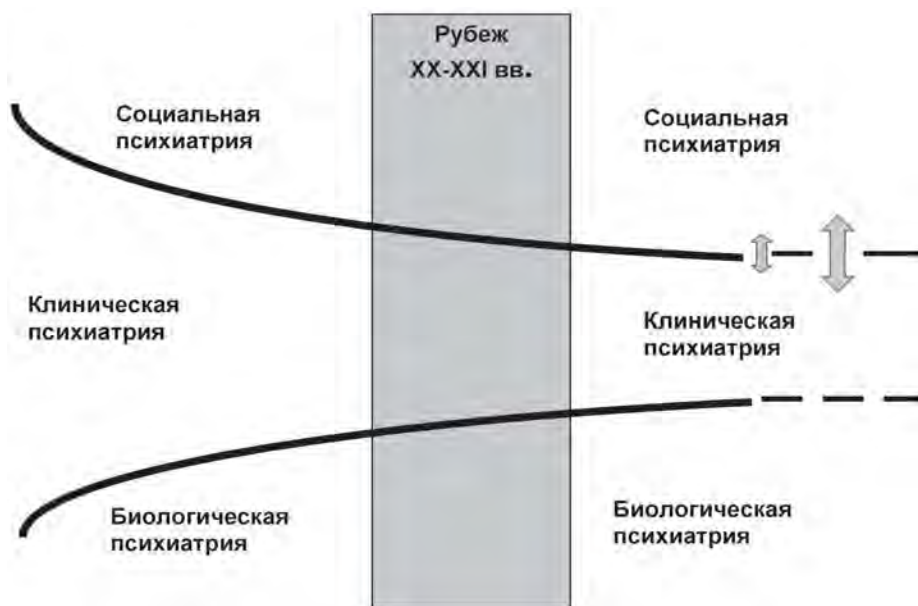 Рубеж
XX-XXI вв.
Социальная
психиатрия
Социальная
психиатрия
Клиническая
психиатрия
Клиническая
психиатрия
Биологическая
психиатрия
Биологическая
психиатрия